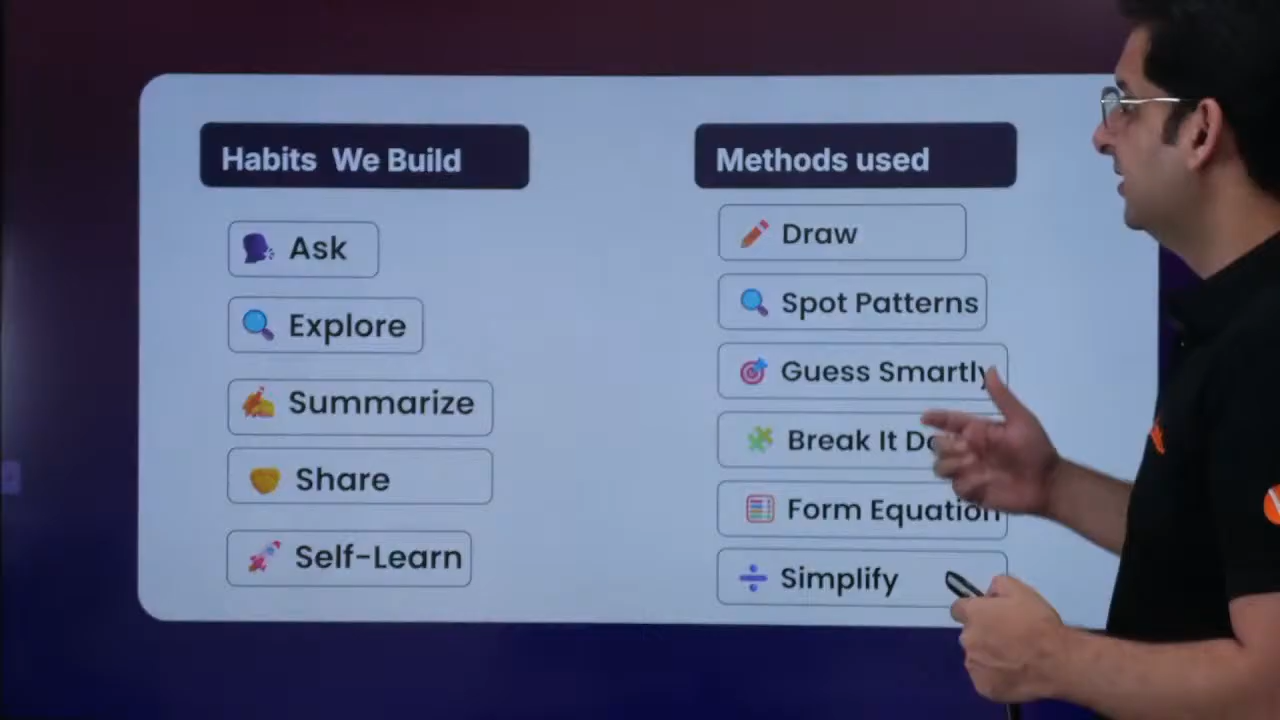 Habits We Build
Ask
Explore
Summarize
Share
Self-Learn
Methods used
Draw
Spot Patterns
Guess Smartly
Break It
Form Equation
Simplify